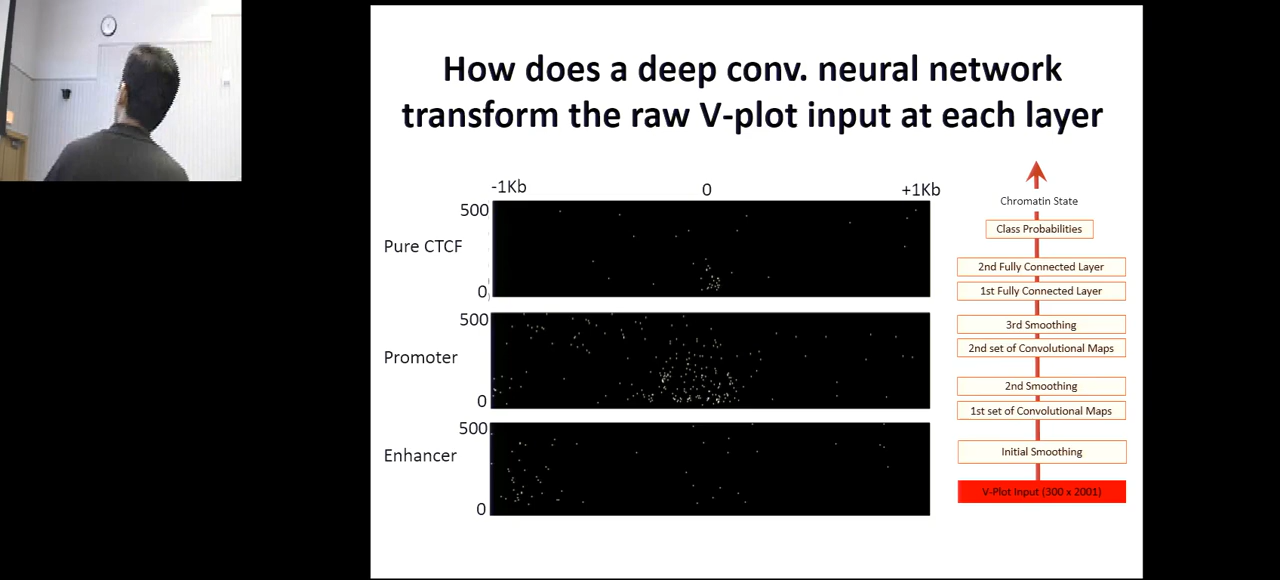 How does a deep conv. neural network
transform the raw V-plot input at each layer
-1Kb 0 +1Kb
500
Pure CTCF
0
500
Promoter
0
500
Enhancer
0
Chromatin State
Class Probabilities
2nd Fully Connected Layer
1st Fully Connected Layer
3rd Smoothing
2nd set of Convolutional Maps
2nd Smoothing
1st set of Convolutional Maps
Initial Smoothing
V-Plot Input (300 x 2001)